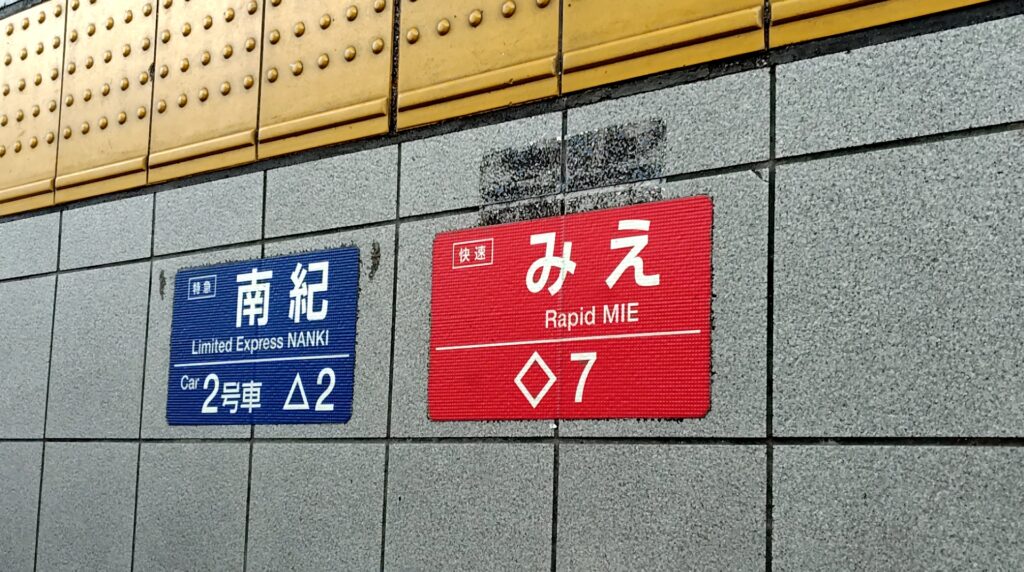 特急 南紀
Limited Express NANKI
Car 2号車 △2
快速 みえ
Rapid MIE
◇7